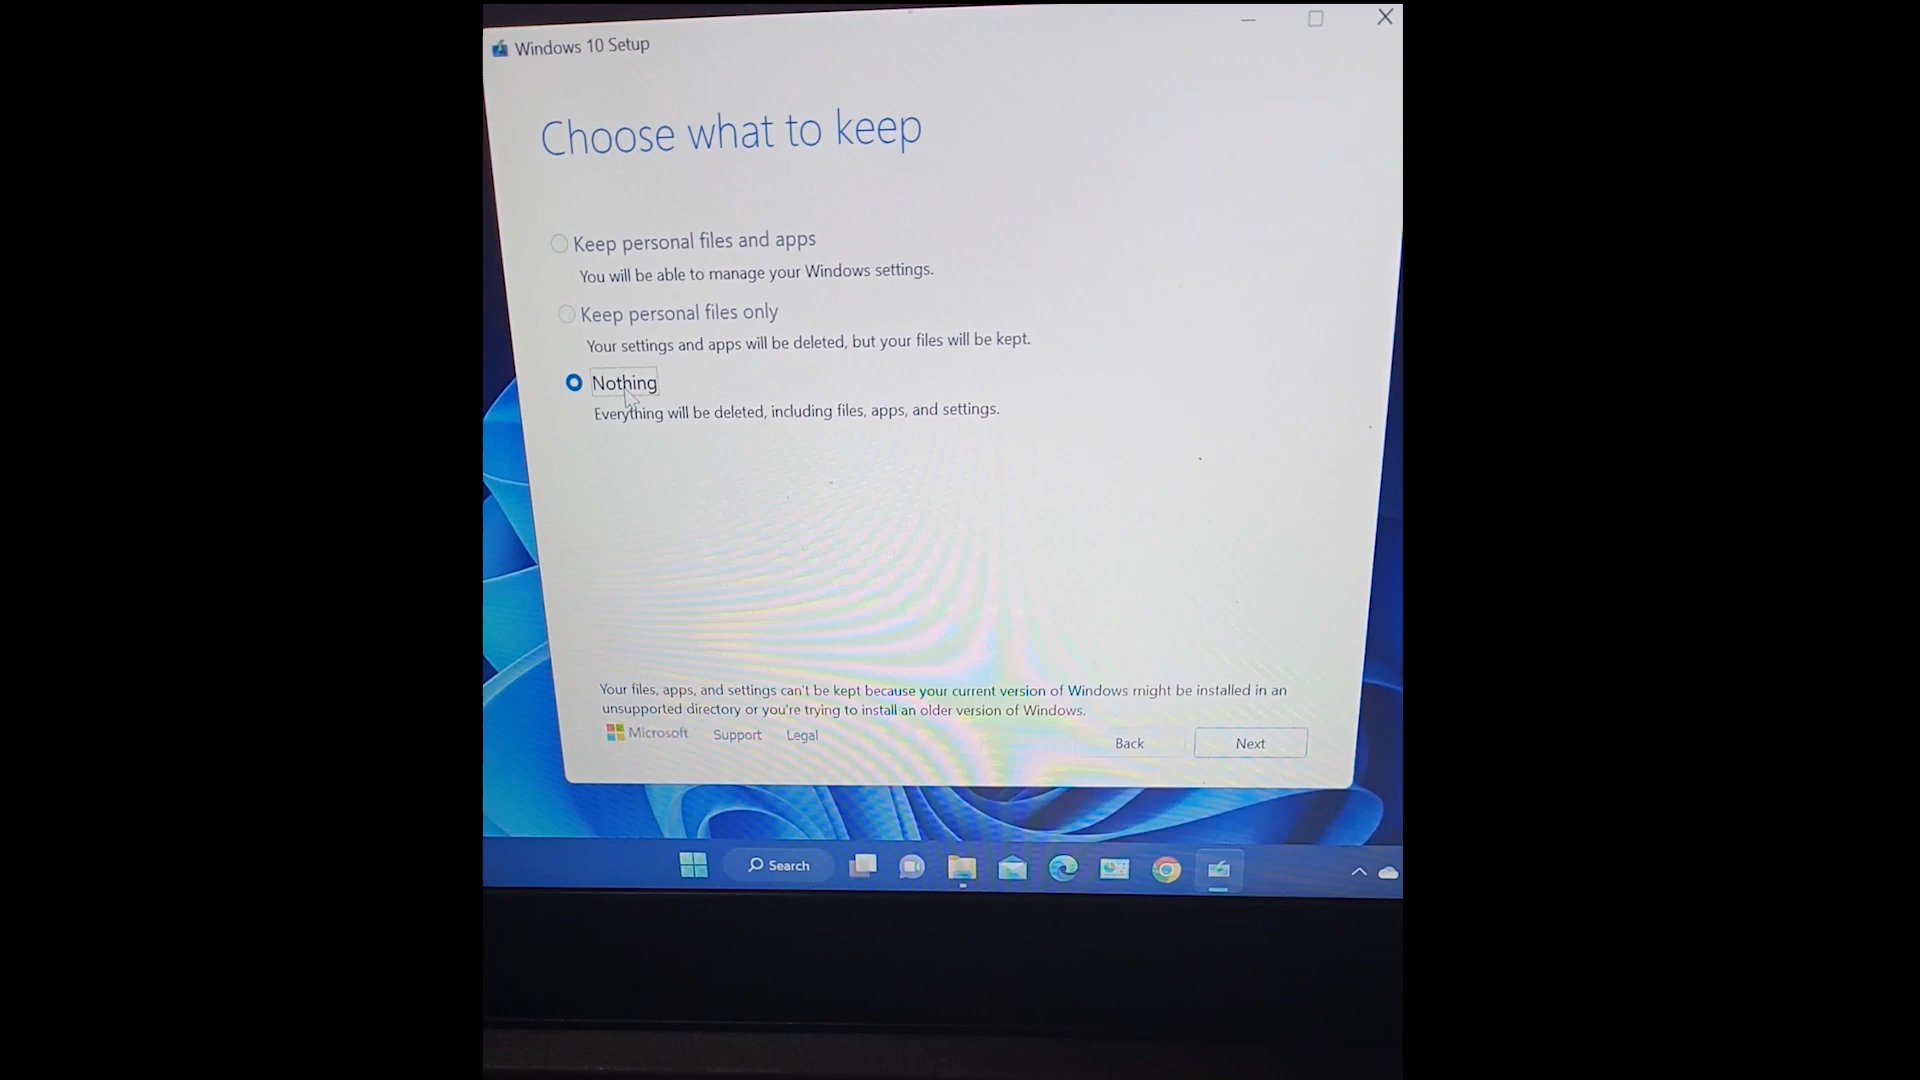 Windows 10 Setup
Choose what to keep
Keep personal files and apps
You will be able to manage your Windows settings.
Keep personal files only
Your settings and apps will be deleted, but your files will be kept.
Nothing
Everything will be deleted, including files, apps, and settings.
Your files, apps, and settings can't be kept because your current version of Windows might be installed in an
unsupported directory or you're trying to install an older version of Windows.
Microsoft Support Legal
Back Next
Search